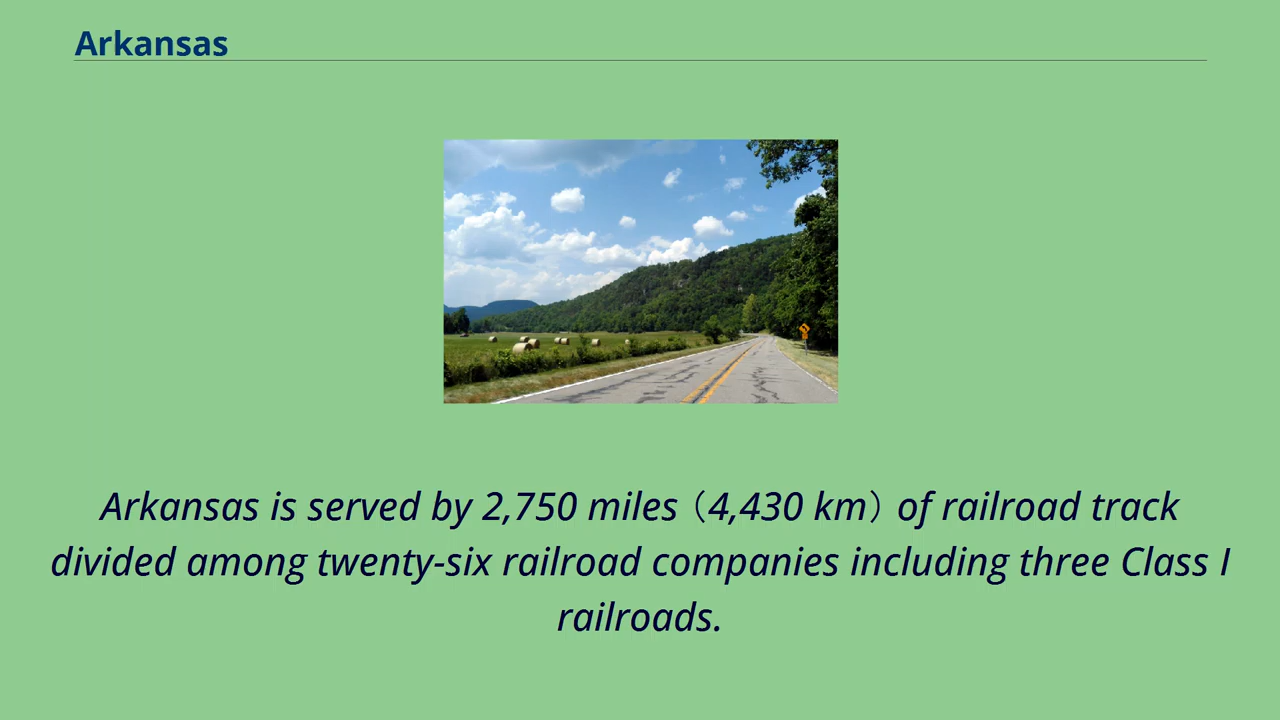 Arkansas
Arkansas is served by 2,750 miles（4,430 km）of railroad track
divided among twenty-six railroad companies including three Class I
railroads.